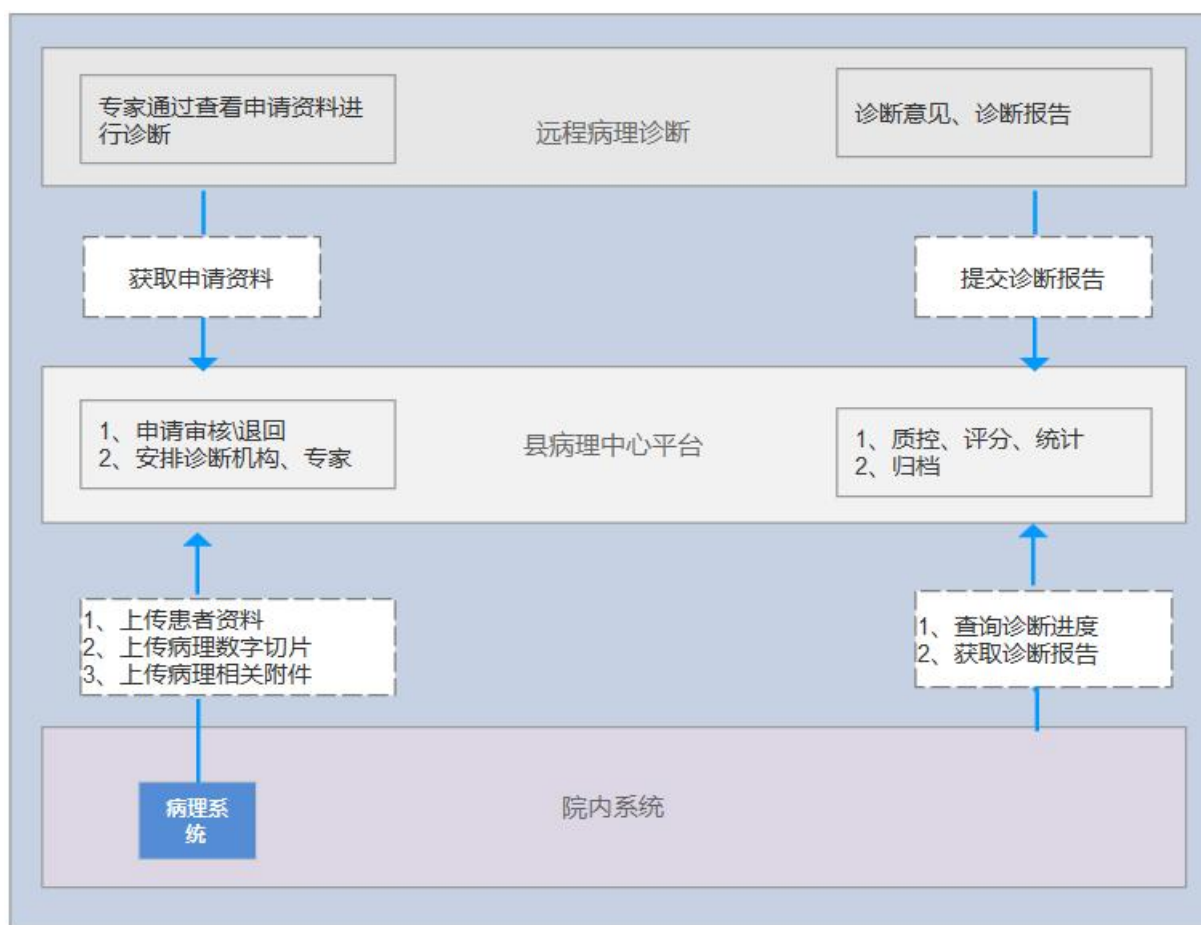 专家通过查看申请资料进
行诊断
远程病理诊断
诊断意见、诊断报告
获取申请资料
提交诊断报告
1、申请审核\退回
2、安排诊断机构、专家
县病理中心平台
1、质控、评分、统计
2、归档
1、上传患者资料
2、上传病理数字切片
3、上传病理相关附件
1、查询诊断进度
2、获取诊断报告
病理系
统
院内系统